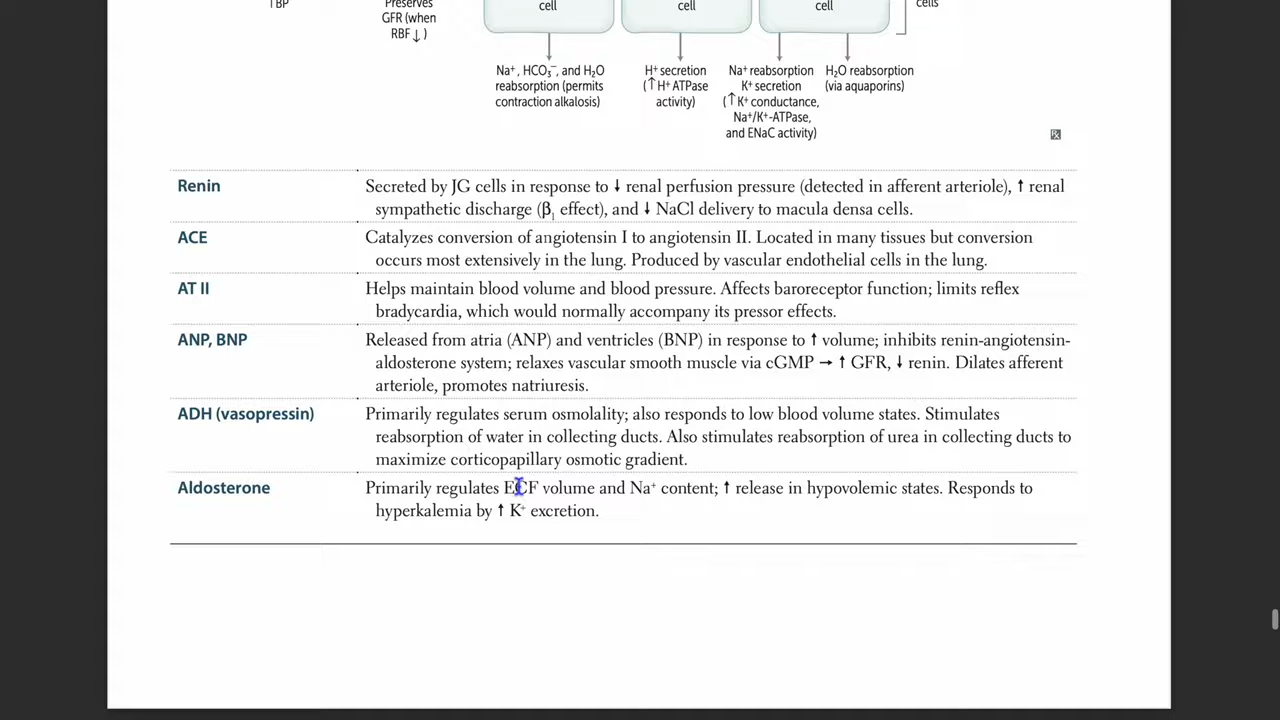 ↑BP
Preserves
GFR (when
RBF ↓ )
cell
cell
cell
cells
Na⁺, HCO₃⁻, and H₂O
reabsorption (permits
contraction alkalosis)
H⁺ secretion
(↑H⁺ ATPase
activity)
Na⁺ reabsorption
K⁺ secretion
(↑K⁺ conductance,
Na⁺/K⁺-ATPase,
and ENaC activity)
H₂O reabsorption
(via aquaporins)
Rx
Renin
Secreted by JG cells in response to ↓ renal perfusion pressure (detected in afferent arteriole), ↑ renal
sympathetic discharge (β₁ effect), and ↓ NaCl delivery to macula densa cells.
ACE
Catalyzes conversion of angiotensin I to angiotensin II. Located in many tissues but conversion
occurs most extensively in the lung. Produced by vascular endothelial cells in the lung.
AT II
Helps maintain blood volume and blood pressure. Affects baroreceptor function; limits reflex
bradycardia, which would normally accompany its pressor effects.
ANP, BNP
Released from atria (ANP) and ventricles (BNP) in response to ↑ volume; inhibits renin-angiotensin-
aldosterone system; relaxes vascular smooth muscle via cGMP → ↑ GFR, ↓ renin. Dilates afferent
arteriole, promotes natriuresis.
ADH (vasopressin)
Primarily regulates serum osmolality; also responds to low blood volume states. Stimulates
reabsorption of water in collecting ducts. Also stimulates reabsorption of urea in collecting ducts to
maximize corticopapillary osmotic gradient.
Aldosterone
Primarily regulates ECF volume and Na⁺ content; ↑ release in hypovolemic states. Responds to
hyperkalemia by ↑ K⁺ excretion.